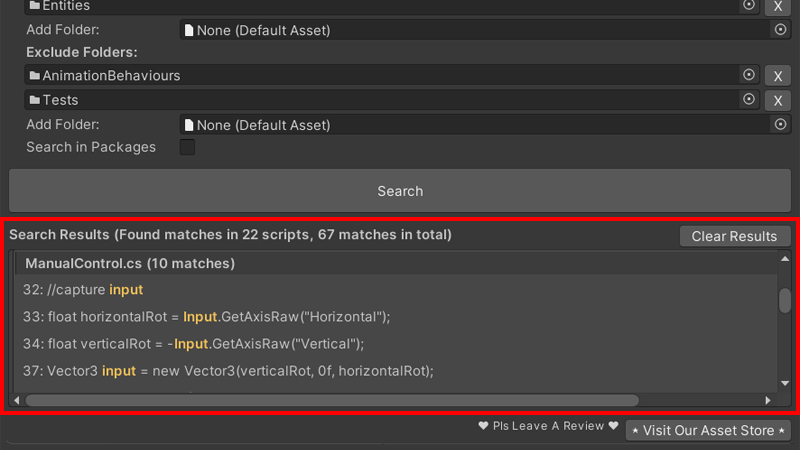 Entities
X
Add Folder:
None (Default Asset)
Exclude Folders:
AnimationBehaviours
X
Tests
X
Add Folder:
None (Default Asset)
Search in Packages
Search
Search Results (Found matches in 22 scripts, 67 matches in total)
Clear Results
ManualControl.cs (10 matches)
32: //capture input
33: float horizontalRot = Input.GetAxisRaw("Horizontal");
34: float verticalRot = -Input.GetAxisRaw("Vertical");
37: Vector3 input = new Vector3(verticalRot, 0f, horizontalRot);
♥ Pls Leave A Review ♥
⋆ Visit Our Asset Store ⋆